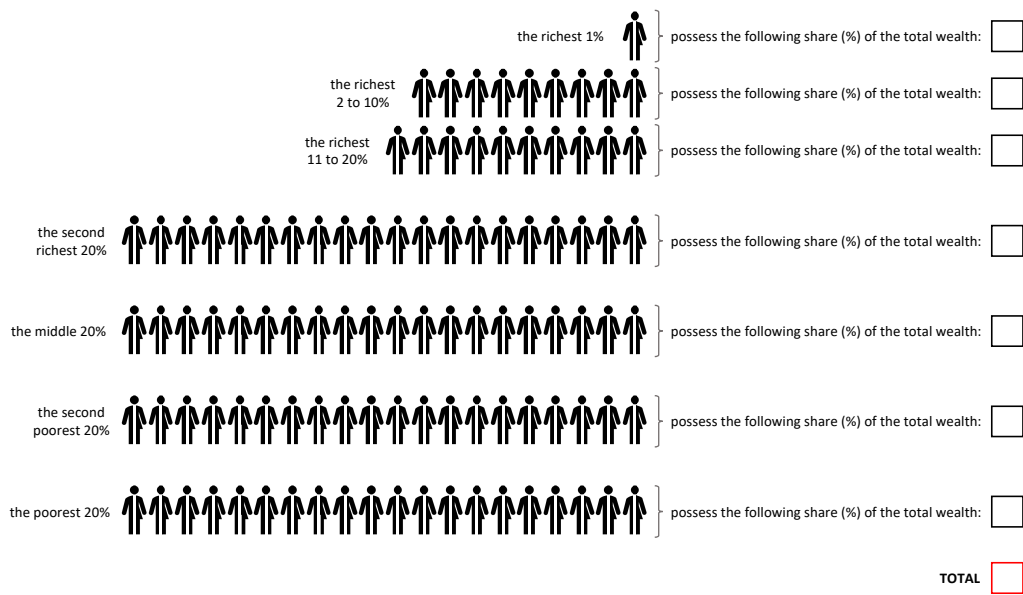 the richest 1% possess the following share (%) of the total wealth:
the richest
2 to 10%
possess the following share (%) of the total wealth:
the richest
11 to 20%
possess the following share (%) of the total wealth:
the second
richest 20%
possess the following share (%) of the total wealth:
the middle 20% possess the following share (%) of the total wealth:
the second
poorest 20%
possess the following share (%) of the total wealth:
the poorest 20% possess the following share (%) of the total wealth:
TOTAL